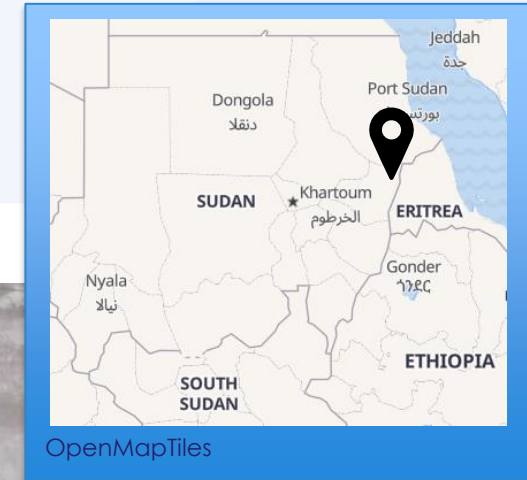 Jeddah
جدة
Port Sudan
Dongola
دنقلا
Khartoum
الخرطوم
SUDAN
ERITREA
Nyala
نيالا
Gonder
ጎንደር
ETHIOPIA
SOUTH
SUDAN
OpenMapTiles